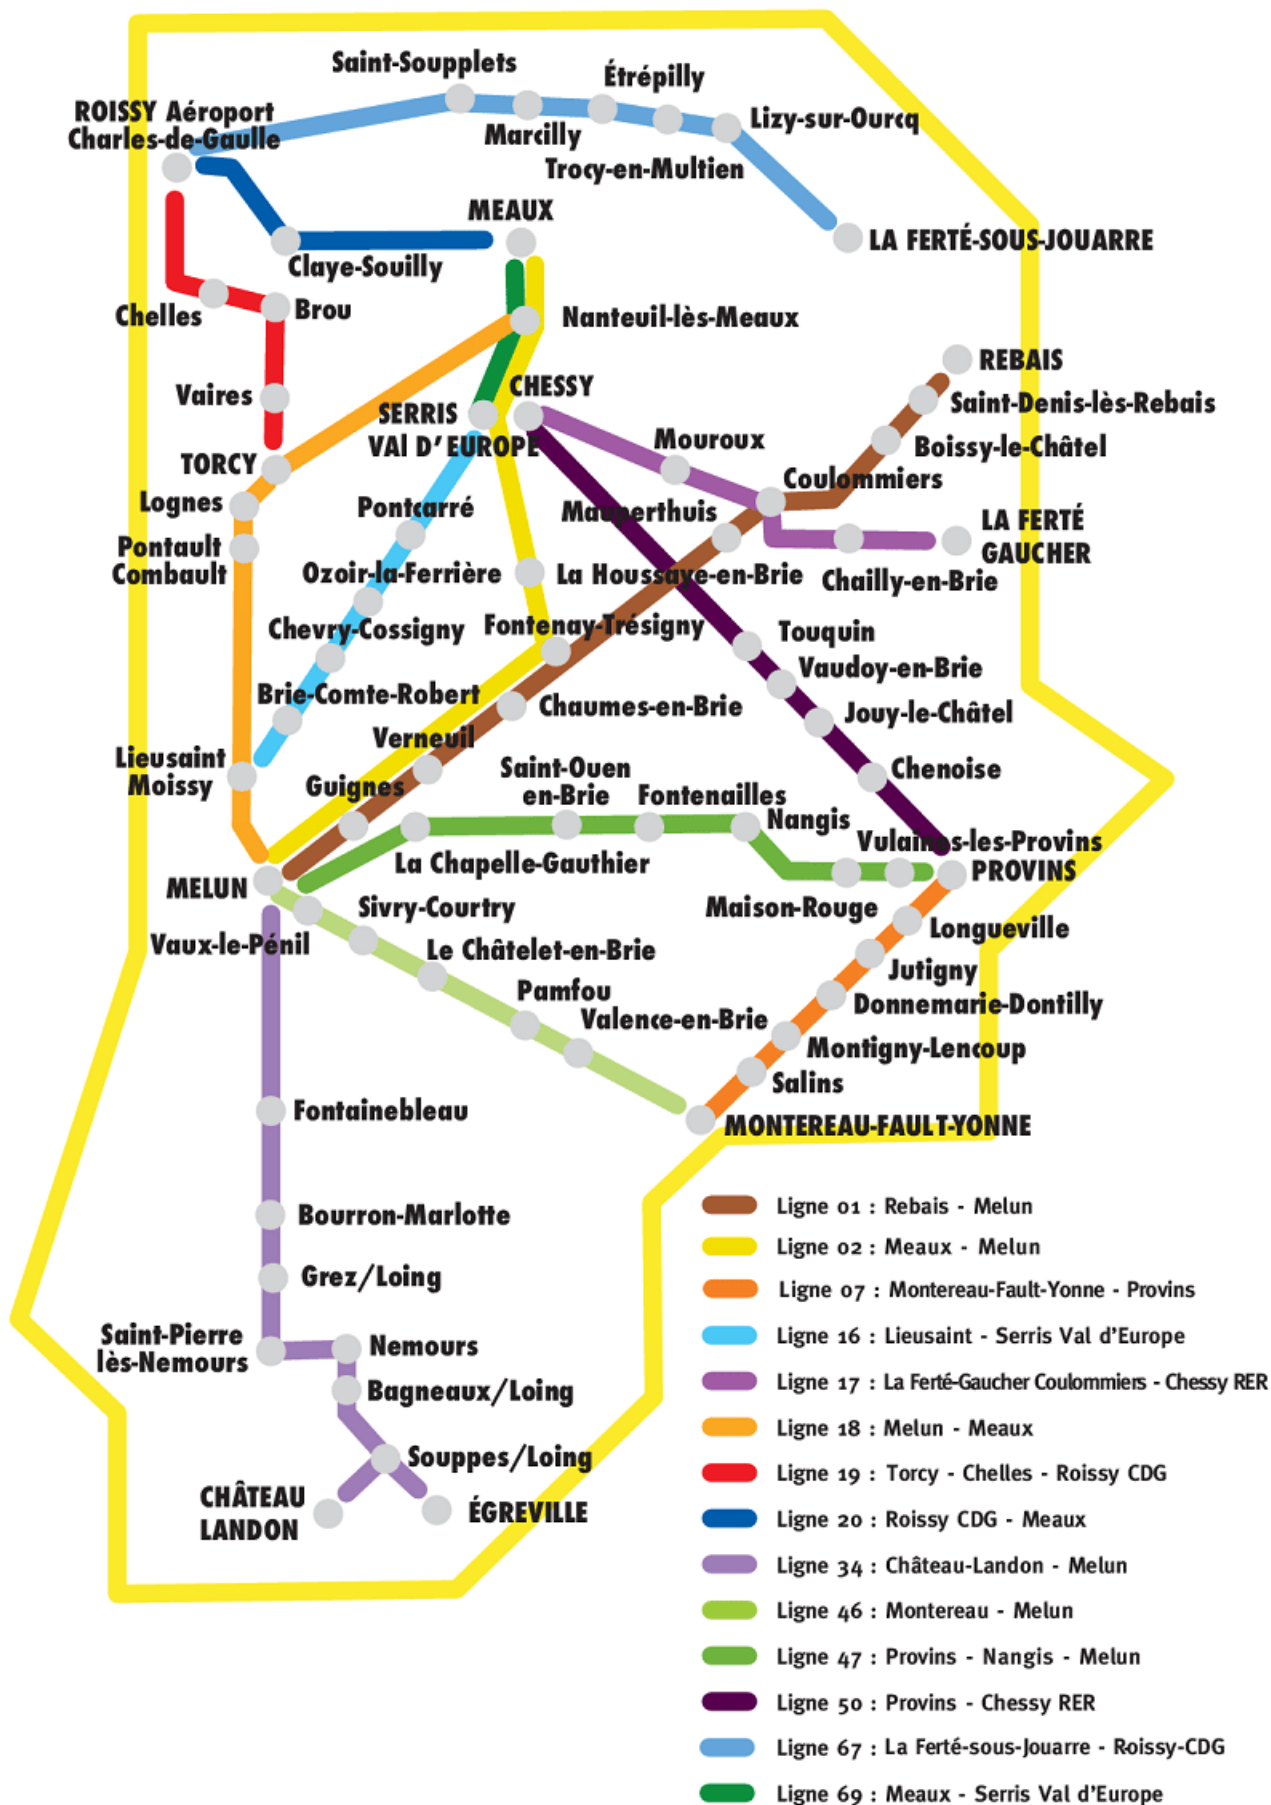 Saint-Soupplets
Étrépilly
ROISSY Aéroport
Charles-de-Gaulle
Marcilly
Lizy-sur-Ourcq
Trocy-en-Multien
MEAUX
LA FERTÉ-SOUS-JOUARRE
Claye-Souilly
Chelles
Brou
Nanteuil-lès-Meaux
REBAIS
Vaires
CHESSY
SERRIS
VAl D'EUROPE
Saint-Denis-lès-Rebais
Mouroux
Boissy-le-Châtel
TORCY
Coulommiers
Lognes
Pontcarré
Mauperthuis
LA FERTÉ
GAUCHER
Pontault
Combault
Ozoir-la-Ferrière
La Houssaye-en-Brie
Chailly-en-Brie
Chevry-Cossigny
Fontenay-Trésigny
Touquin
Vaudoy-en-Brie
Brie-Comte-Robert
Chaumes-en-Brie
Jouy-le-Châtel
Verneuil
Lieusaint
Moissy
Guignes
Saint-Ouen
en-Brie
Fontenailles
Chenoise
Nangis
Vulaines-les-Provins
La Chapelle-Gauthier
PROVINS
MELUN
Sivry-Courtry
Maison-Rouge
Longueville
Vaux-le-Pénil
Le Châtelet-en-Brie
Jutigny
Pamfou
Donnemarie-Dontilly
Valence-en-Brie
Montigny-Lencoup
Salins
Fontainebleau
MONTEREAU-FAULT-YONNE
Bourron-Marlotte
Grez/Loing
Saint-Pierre
lès-Nemours
Nemours
Bagneaux/Loing
Souppes/Loing
CHÂTEAU
LANDON
ÉGREVILLE
Ligne 01 : Rebais - Melun
Ligne 02 : Meaux - Melun
Ligne 07 : Montereau-Fault-Yonne - Provins
Ligne 16 : Lieusaint - Serris Val d'Europe
Ligne 17 : La Ferté-Gaucher Coulommiers - Chessy RER
Ligne 18 : Melun - Meaux
Ligne 19 : Torcy - Chelles - Roissy CDG
Ligne 20 : Roissy CDG - Meaux
Ligne 34 : Château-Landon - Melun
Ligne 46 : Montereau - Melun
Ligne 47 : Provins - Nangis - Melun
Ligne 50 : Provins - Chessy RER
Ligne 67 : La Ferté-sous-Jouarre - Roissy-CDG
Ligne 69 : Meaux - Serris Val d'Europe